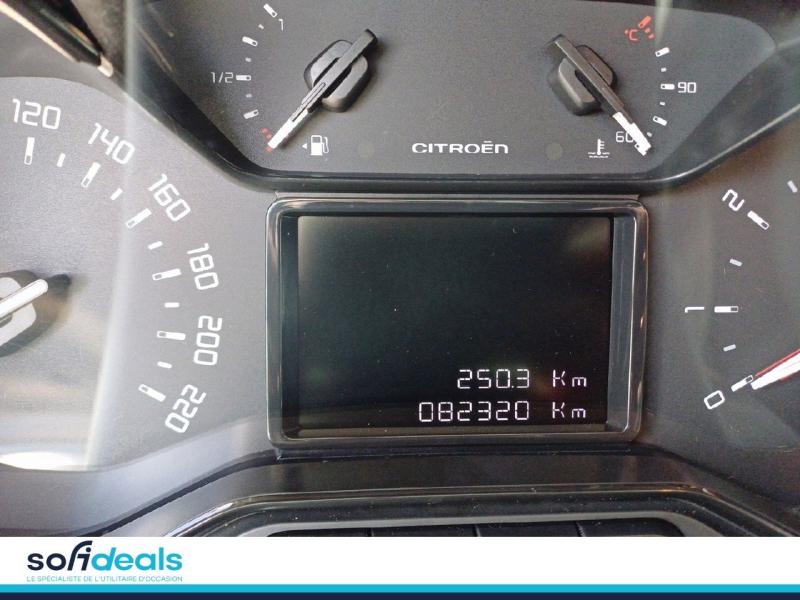 1
1/2
°C
90
60
CITROËN
120
140
160
180
200
220
2
1
0
250.3 Km
082320 Km
sofideals
LE SPÉCIALISTE DE L'UTILITAIRE D'OCCASION